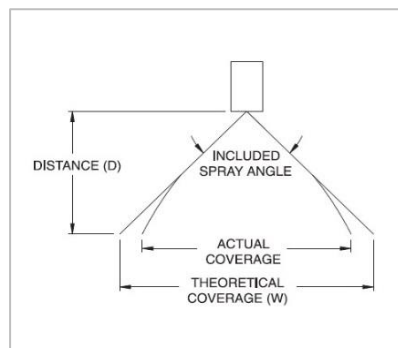 DISTANCE (D)
INCLUDED
SPRAY ANGLE
ACTUAL
COVERAGE
THEORETICAL
COVERAGE (W)